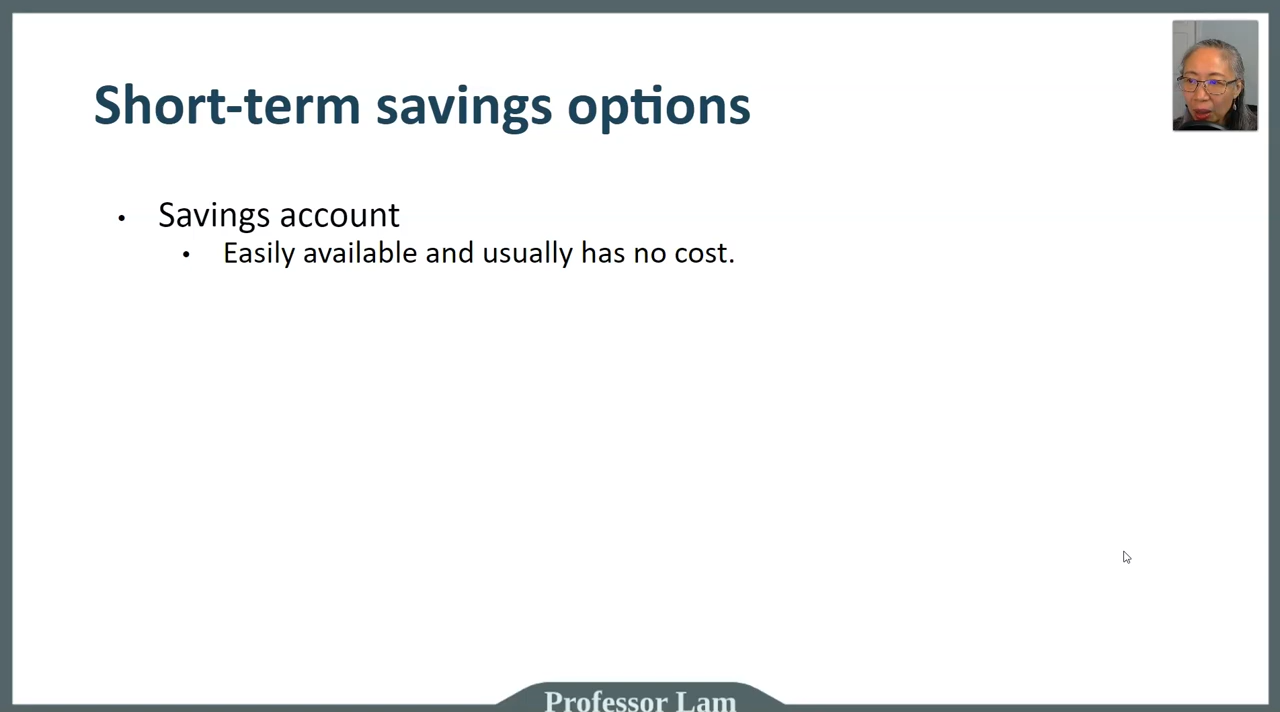 Short-term savings options
• Savings account
• Easily available and usually has no cost.
Professor Lam